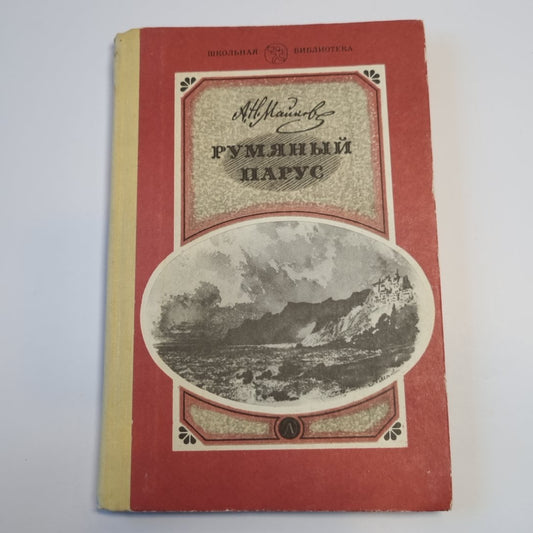 ШКОЛЬНАЯ БИБЛИОТЕКА
А.Н.Майков
РУМЯНЫЙ
ПАРУС
Л